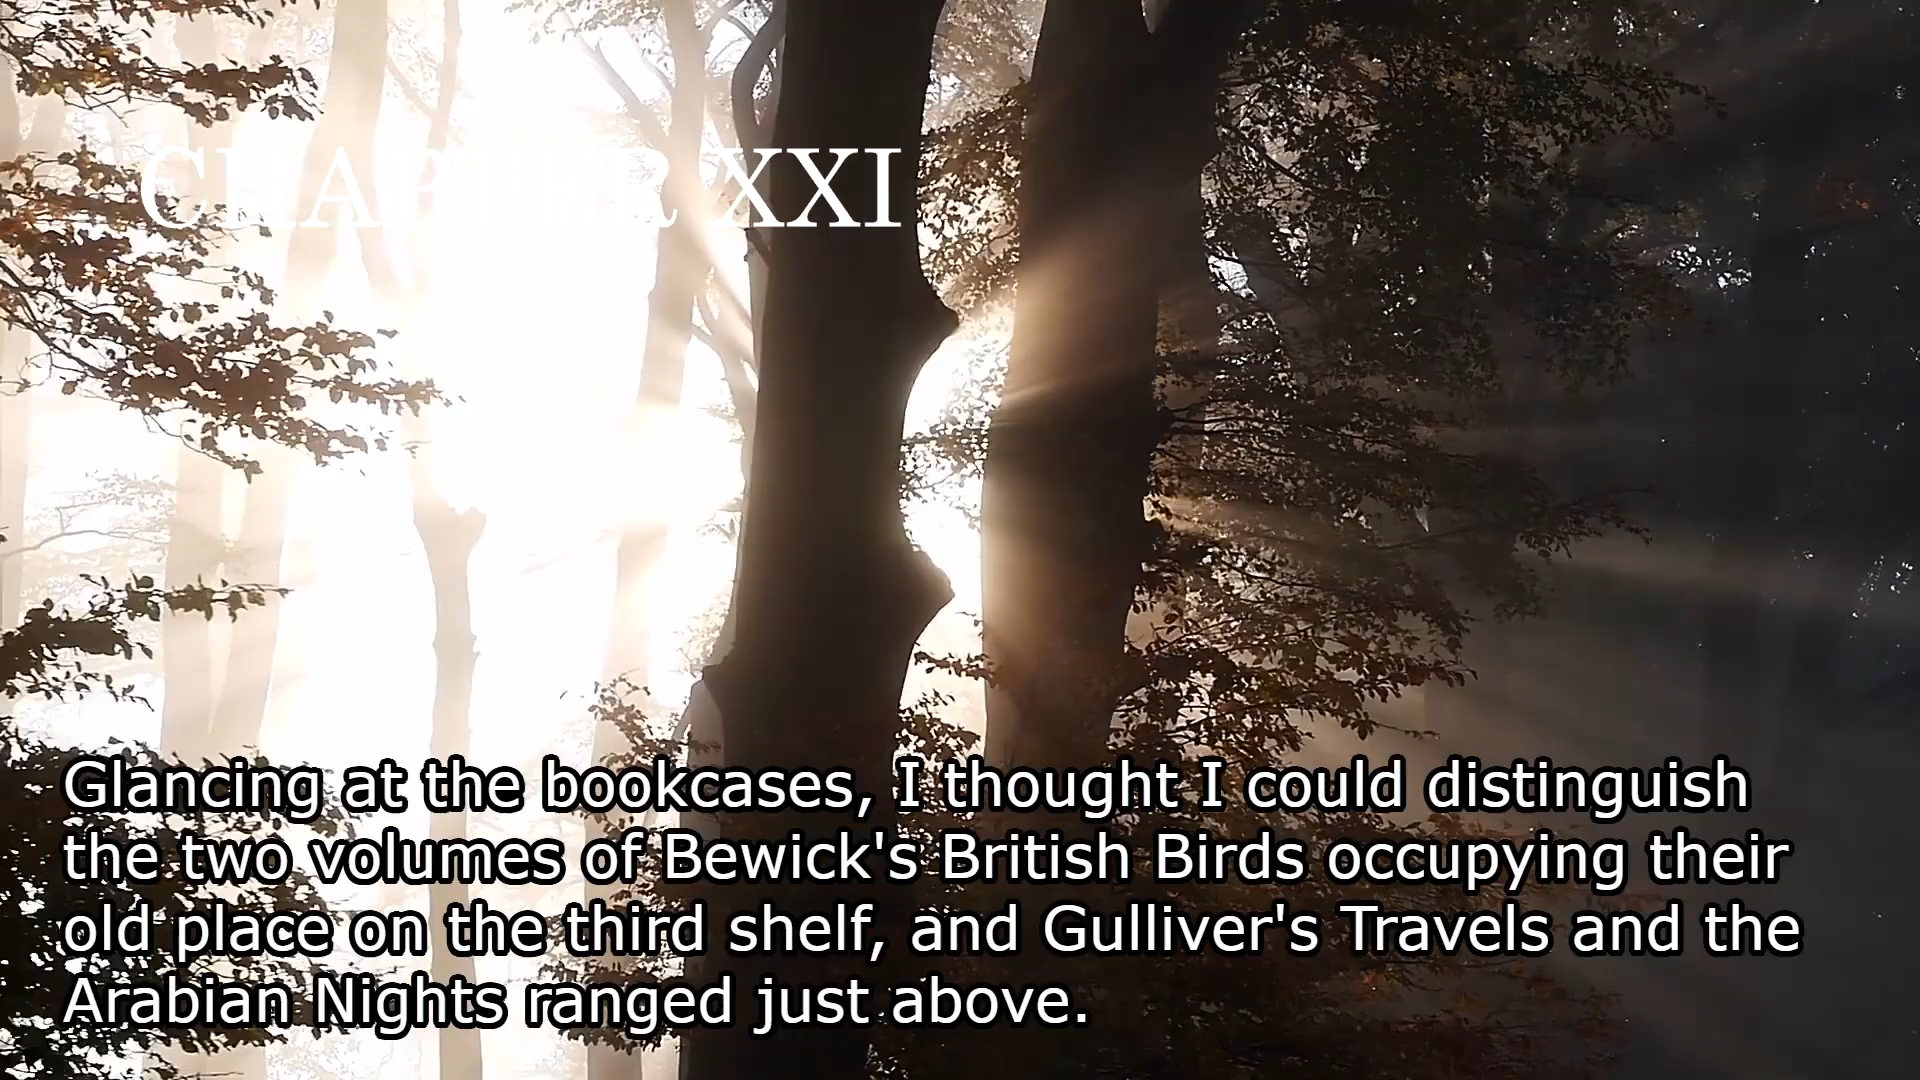 CHAPTER XXI
Glancing at the bookcases, I thought I could distinguish
the two volumes of Bewick's British Birds occupying their
old place on the third shelf, and Gulliver's Travels and the
Arabian Nights ranged just above.